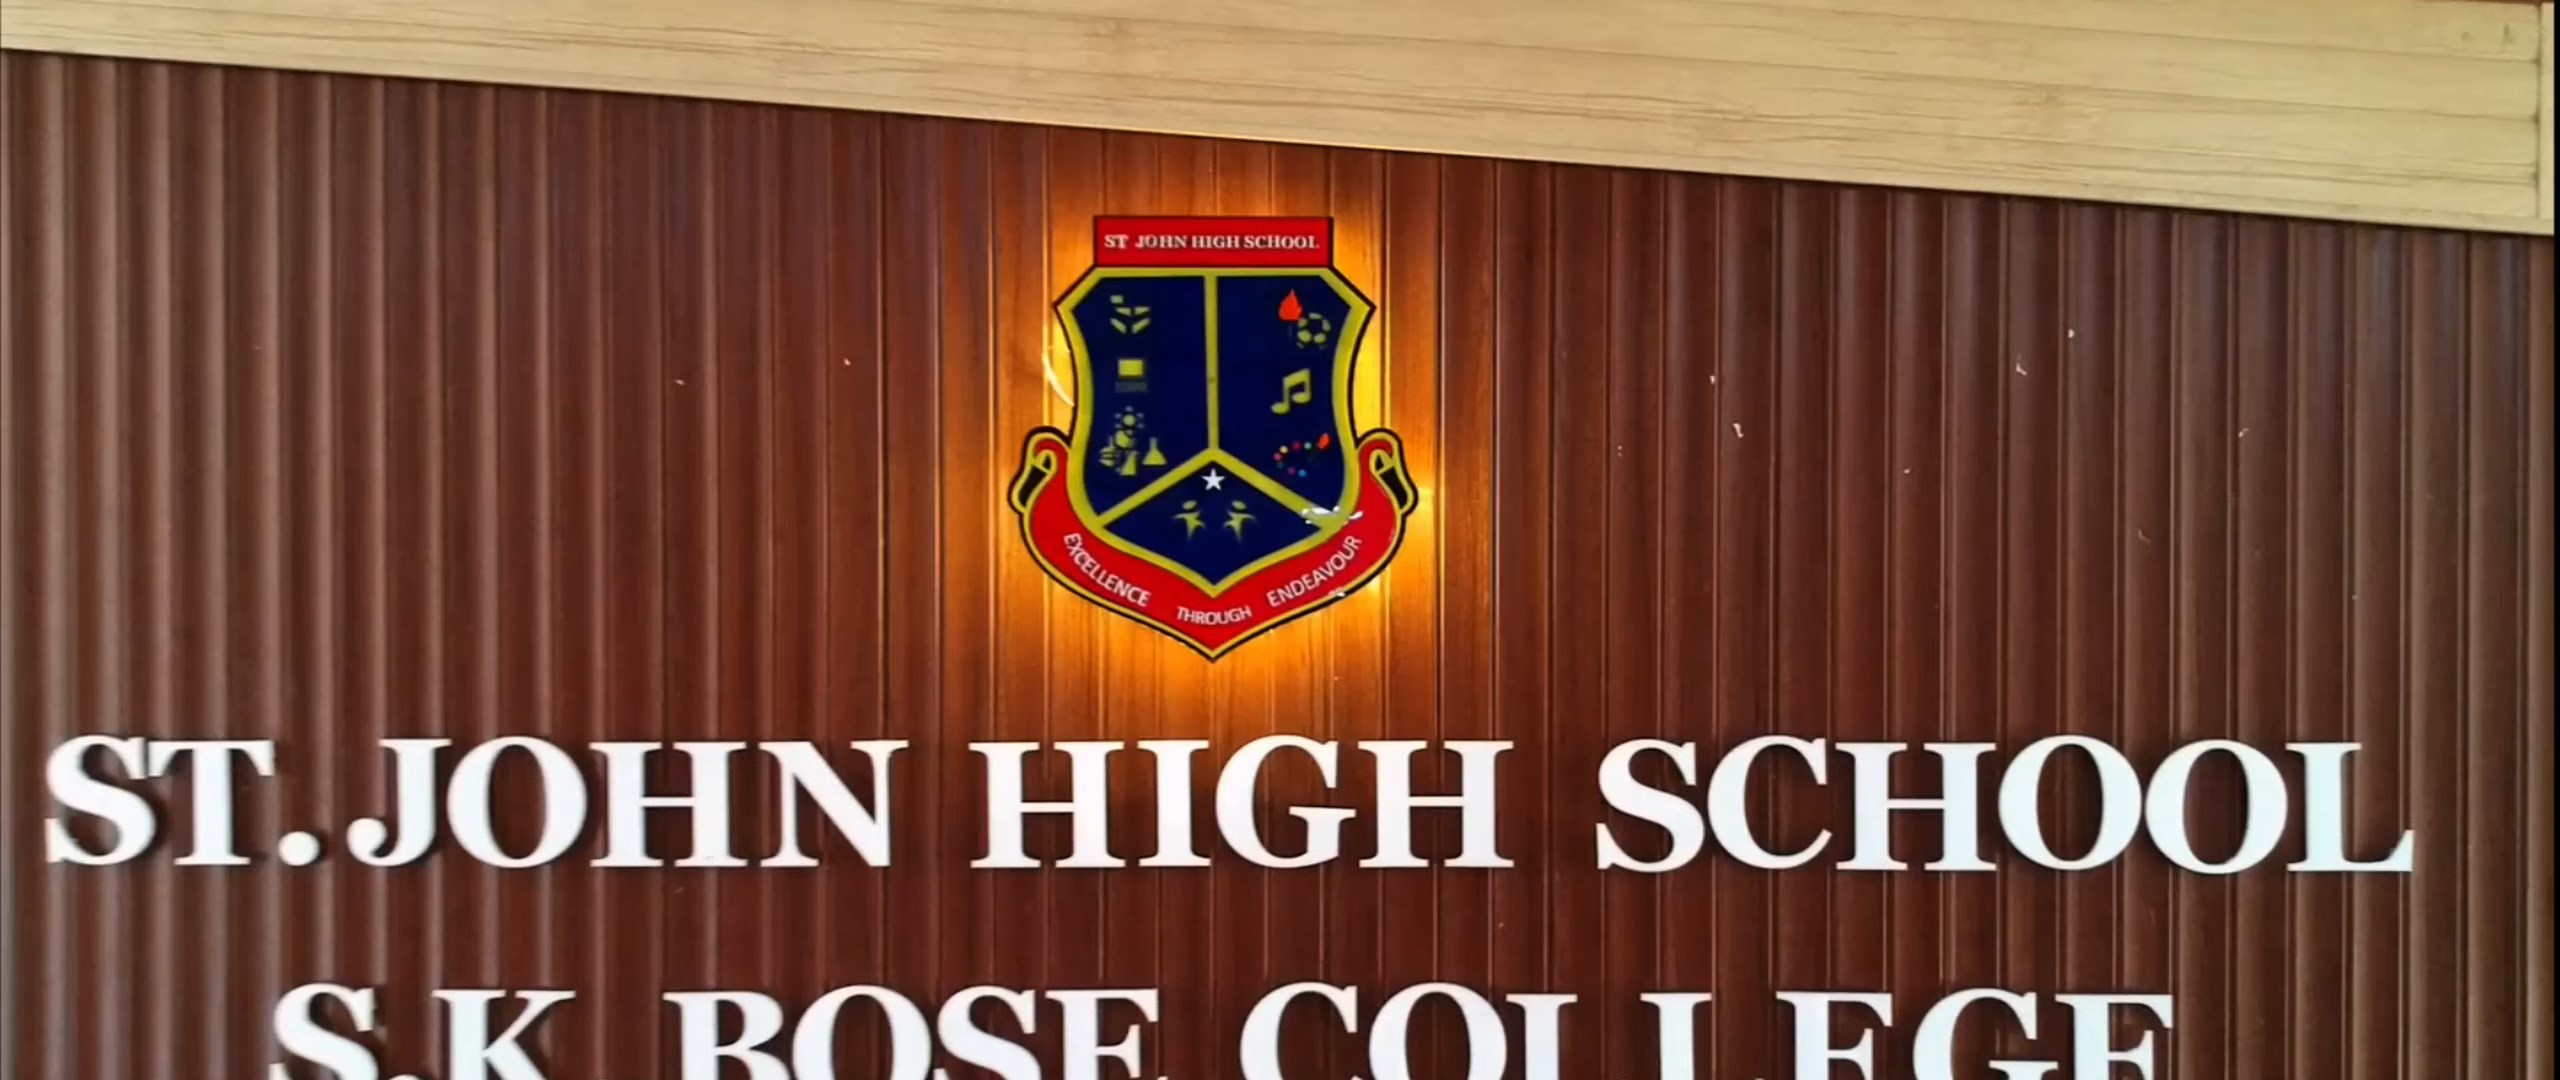 ST JOHN HIGH SCHOOL
EXCELLENCE THROUGH ENDEAVOUR
ST. JOHN HIGH SCHOOL
S.K. BOSE COLLEGE